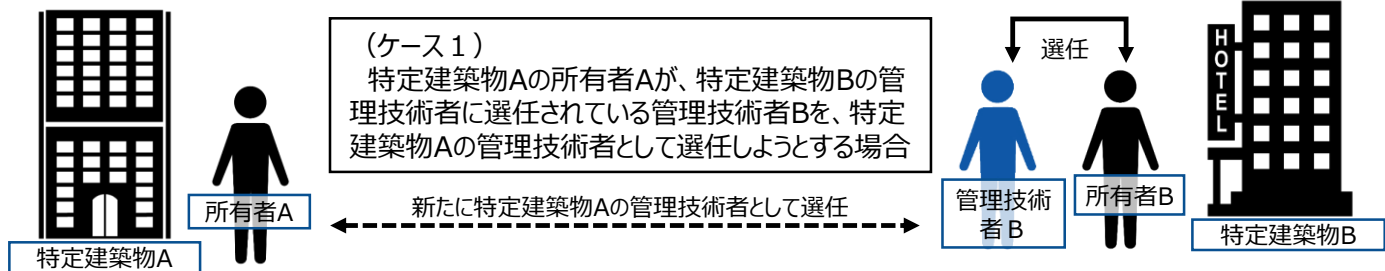 （ケース１）
特定建築物Aの所有者Aが、特定建築物Bの管
理技術者に選任されている管理技術者Bを、特定
建築物Aの管理技術者として選任しようとする場合
選任
HOTEL
所有者A
新たに特定建築物Aの管理技術者として選任
管理技術
者Ｂ
所有者B
特定建築物A
特定建築物B